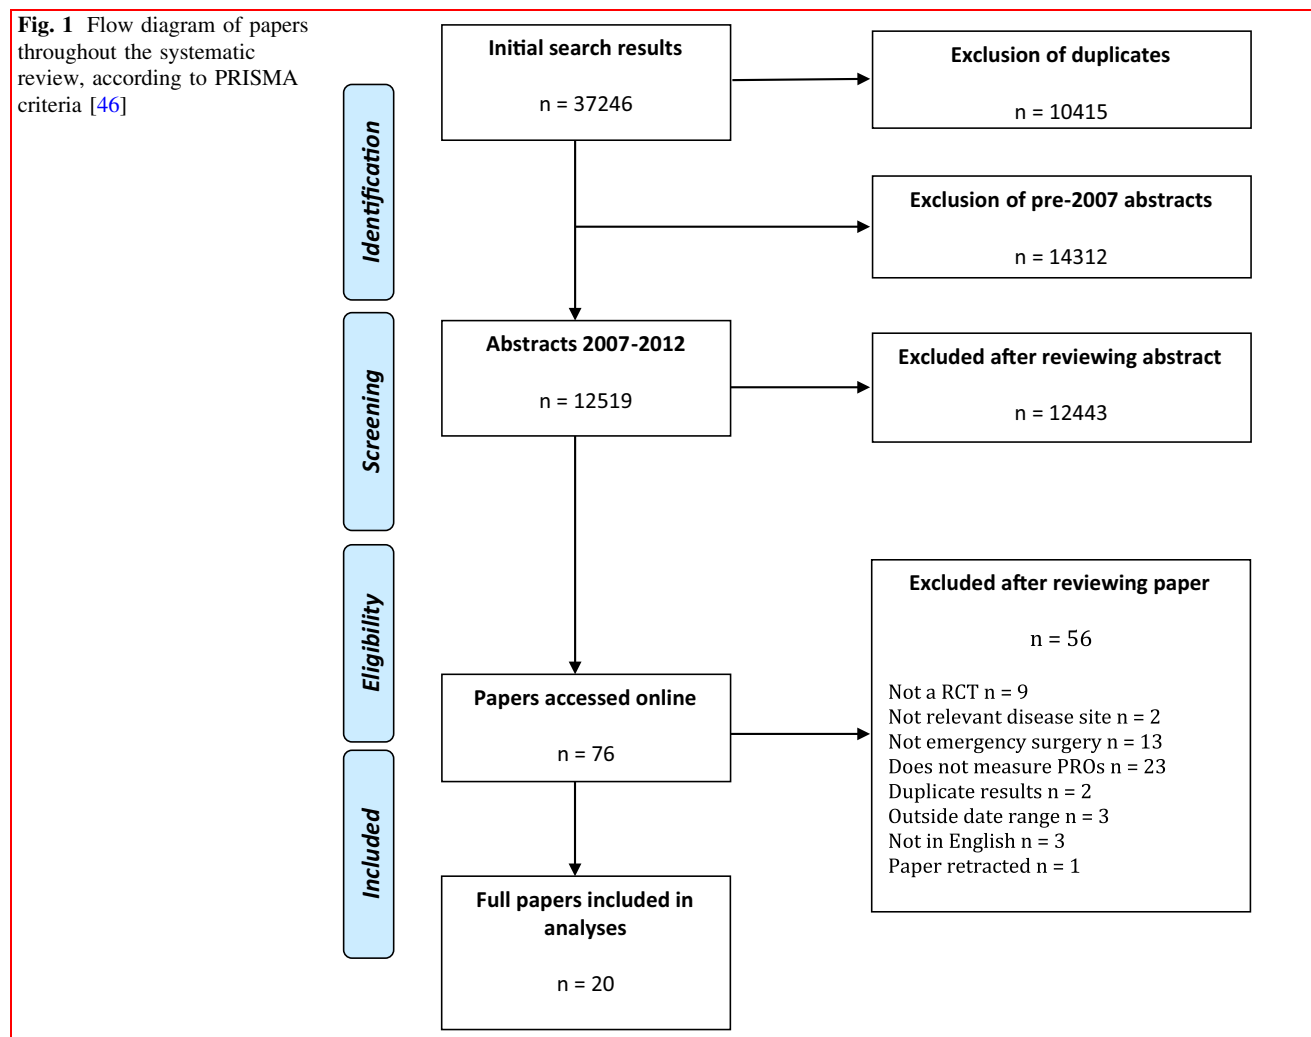 Fig. 1 Flow diagram of papers
throughout the systematic
review, according to PRISMA
criteria [46]
Identification
Initial search results
n = 37246
Exclusion of duplicates
n = 10415
Exclusion of pre-2007 abstracts
n = 14312
Screening
Abstracts 2007-2012
n = 12519
Excluded after reviewing abstract
n = 12443
Eligibility
Papers accessed online
n = 76
Excluded after reviewing paper
n = 56
Not a RCT n = 9
Not relevant disease site n = 2
Not emergency surgery n = 13
Does not measure PROs n = 23
Duplicate results n = 2
Outside date range n = 3
Not in English n = 3
Paper retracted n = 1
Included
Full papers included in
analyses
n = 20